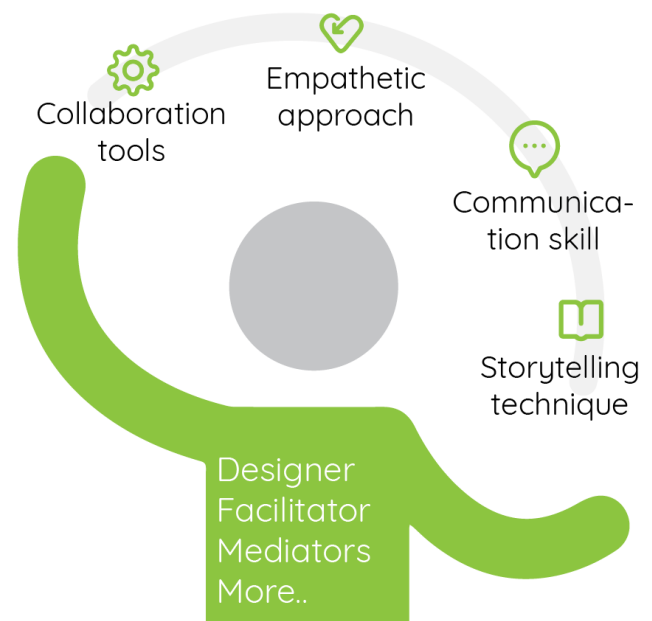 Collaboration
tools
Empathetic
approach
Communica-
tion skill
Storytelling
technique
Designer
Facilitator
Mediators
More..